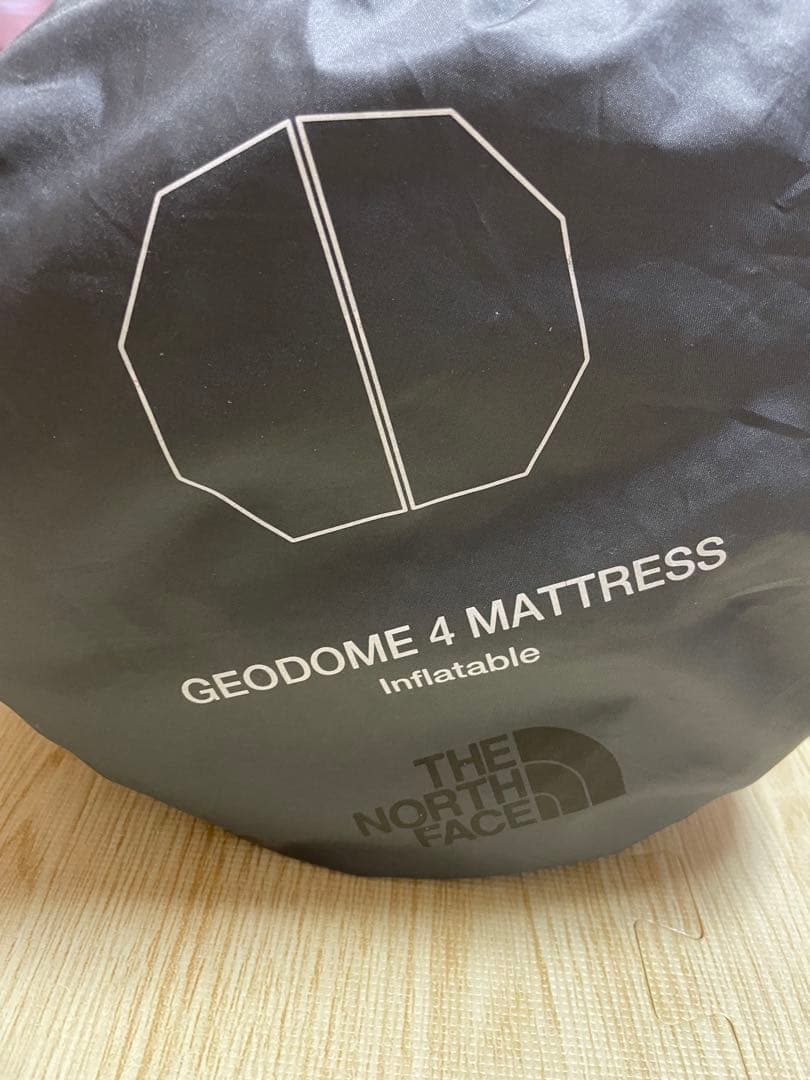 GEODOME 4 MATTRESS
Inflatable
THE
NORTH
FACE